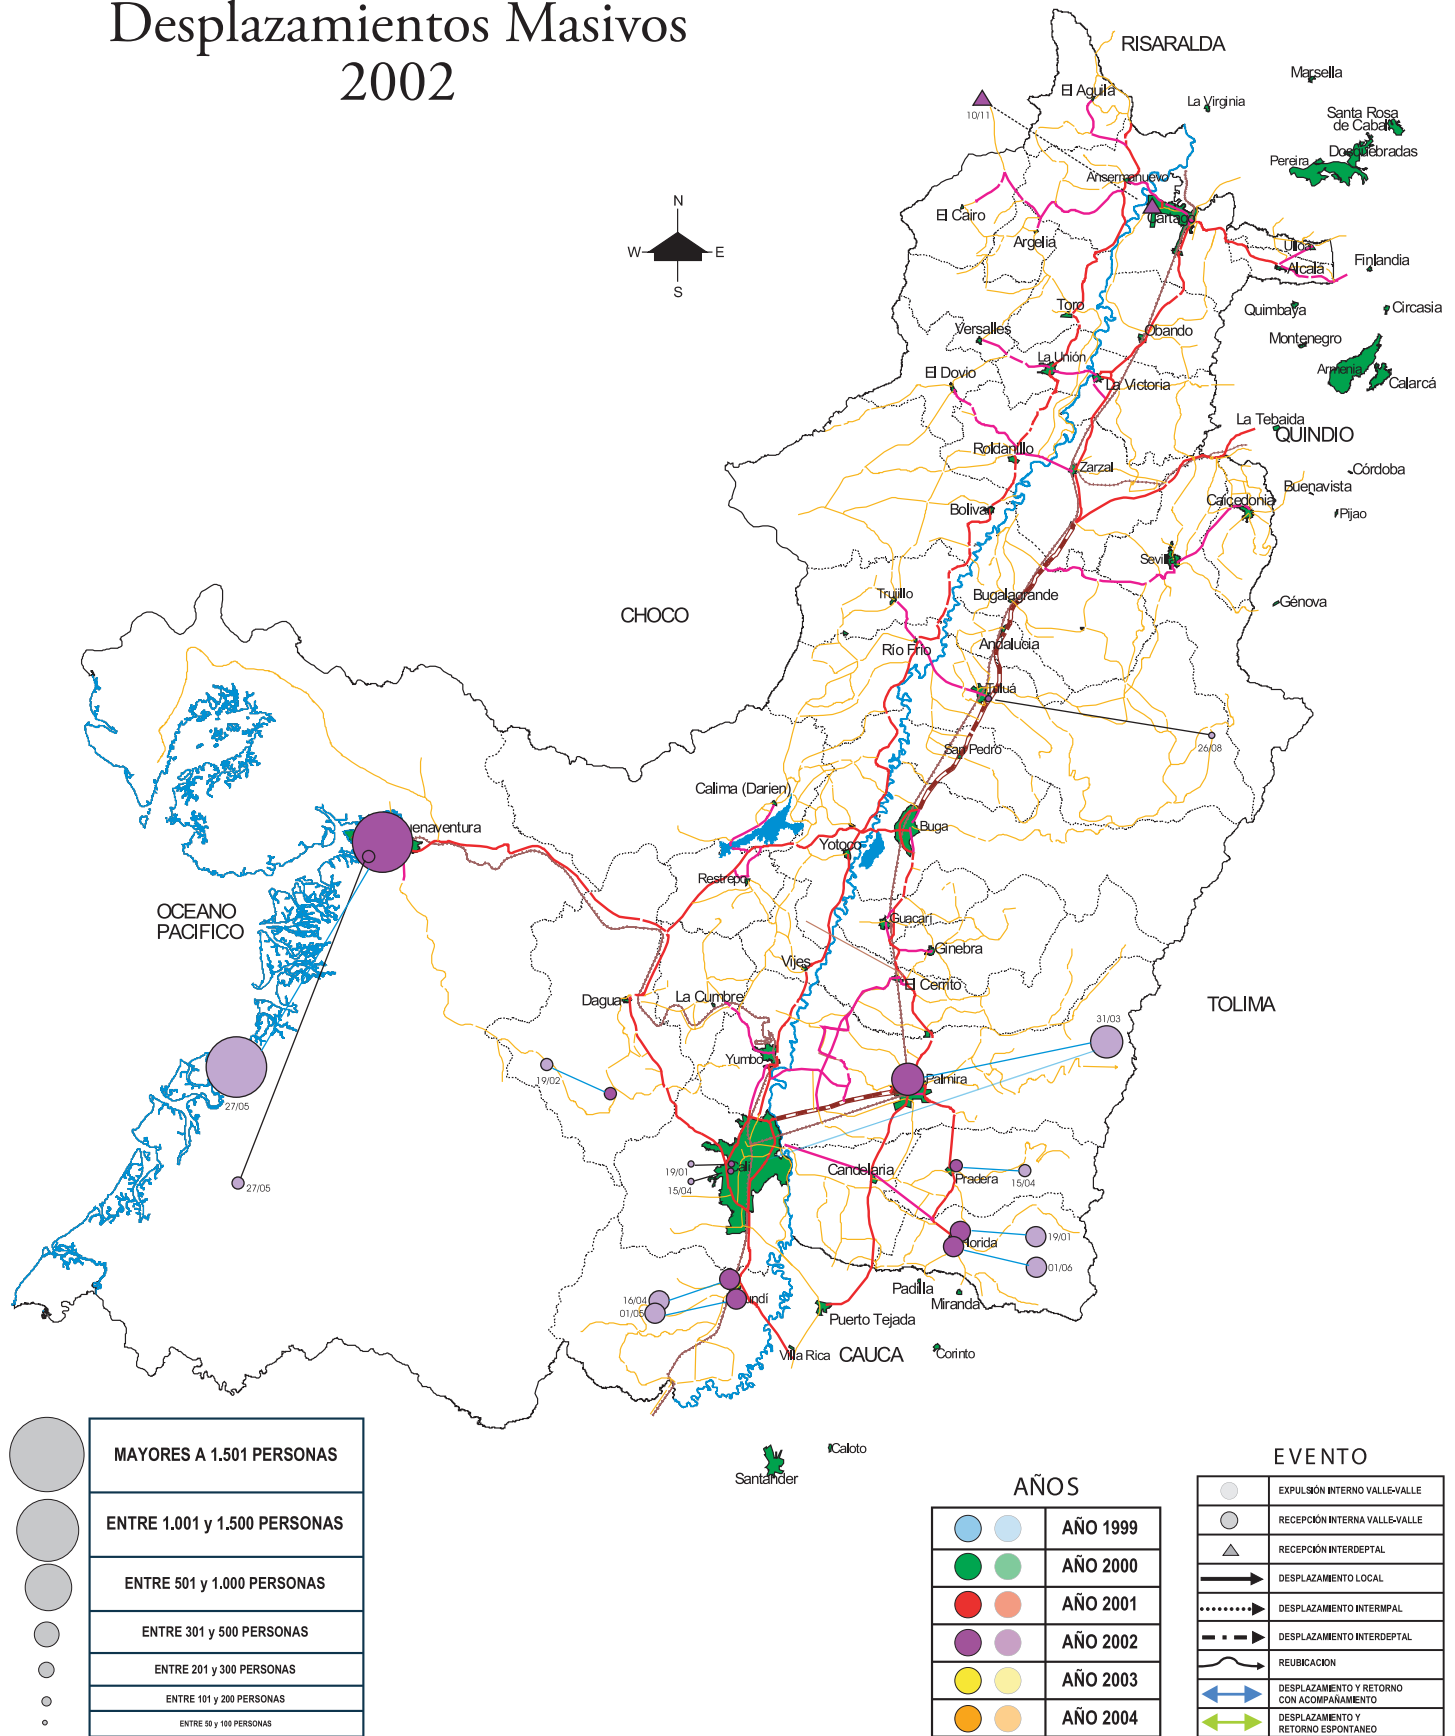 Desplazamientos Masivos
2002
RISARALDA
Marsella
El Aguila
La Virginia
10/11
Santa Rosa
de Cabal
Dosquebradas
Pereira
Ansermanuevo
N
W
E
S
El Cairo
Cartago
Argelia
Ulloa
Alcalá
Finlandia
Toro
Quimbaya
Circasia
Versalles
Obando
Montenegro
La Unión
El Dovio
La Victoria
Armenia
Calarcá
La Tebaida
QUINDIO
Roldanillo
Zarzal
Córdoba
Buenavista
Caicedonia
Bolivar
Pijao
Sevilla
Trujillo
Bugalagrande
Génova
CHOCO
Andalucia
Río Frio
Tuluá
26/08
San Pedro
Calima (Darien)
uenaventura
Buga
Yotoco
Restrepo
OCEANO
PACIFICO
Guacarí
Ginebra
Vijes
El Cerrito
Dagua
La Cumbre
TOLIMA
31/03
Yumbo
19/02
Palmira
27/05
19/01
Cali
15/04
27/05
Candelaria
Pradera
15/04
19/01
lorida
01/06
16/04
01/05
undí
Padilla
Miranda
Puerto Tejada
Villa Rica
CAUCA
Corinto
Caloto
Santander
MAYORES A 1.501 PERSONAS
ENTRE 1.001 y 1.500 PERSONAS
ENTRE 501 y 1.000 PERSONAS
ENTRE 301 y 500 PERSONAS
ENTRE 201 y 300 PERSONAS
ENTRE 101 y 200 PERSONAS
ENTRE 50 y 100 PERSONAS
AÑOS
AÑO 1999
AÑO 2000
AÑO 2001
AÑO 2002
AÑO 2003
AÑO 2004
EVENTO
EXPULSIÓN INTERNO VALLE-VALLE
RECEPCIÓN INTERNA VALLE-VALLE
RECEPCIÓN INTERDEPTAL
DESPLAZAMIENTO LOCAL
DESPLAZAMIENTO INTERMPAL
DESPLAZAMIENTO INTERDEPTAL
REUBICACION
DESPLAZAMIENTO Y RETORNO
CON ACOMPAÑAMIENTO
DESPLAZAMIENTO Y
RETORNO ESPONTANEO